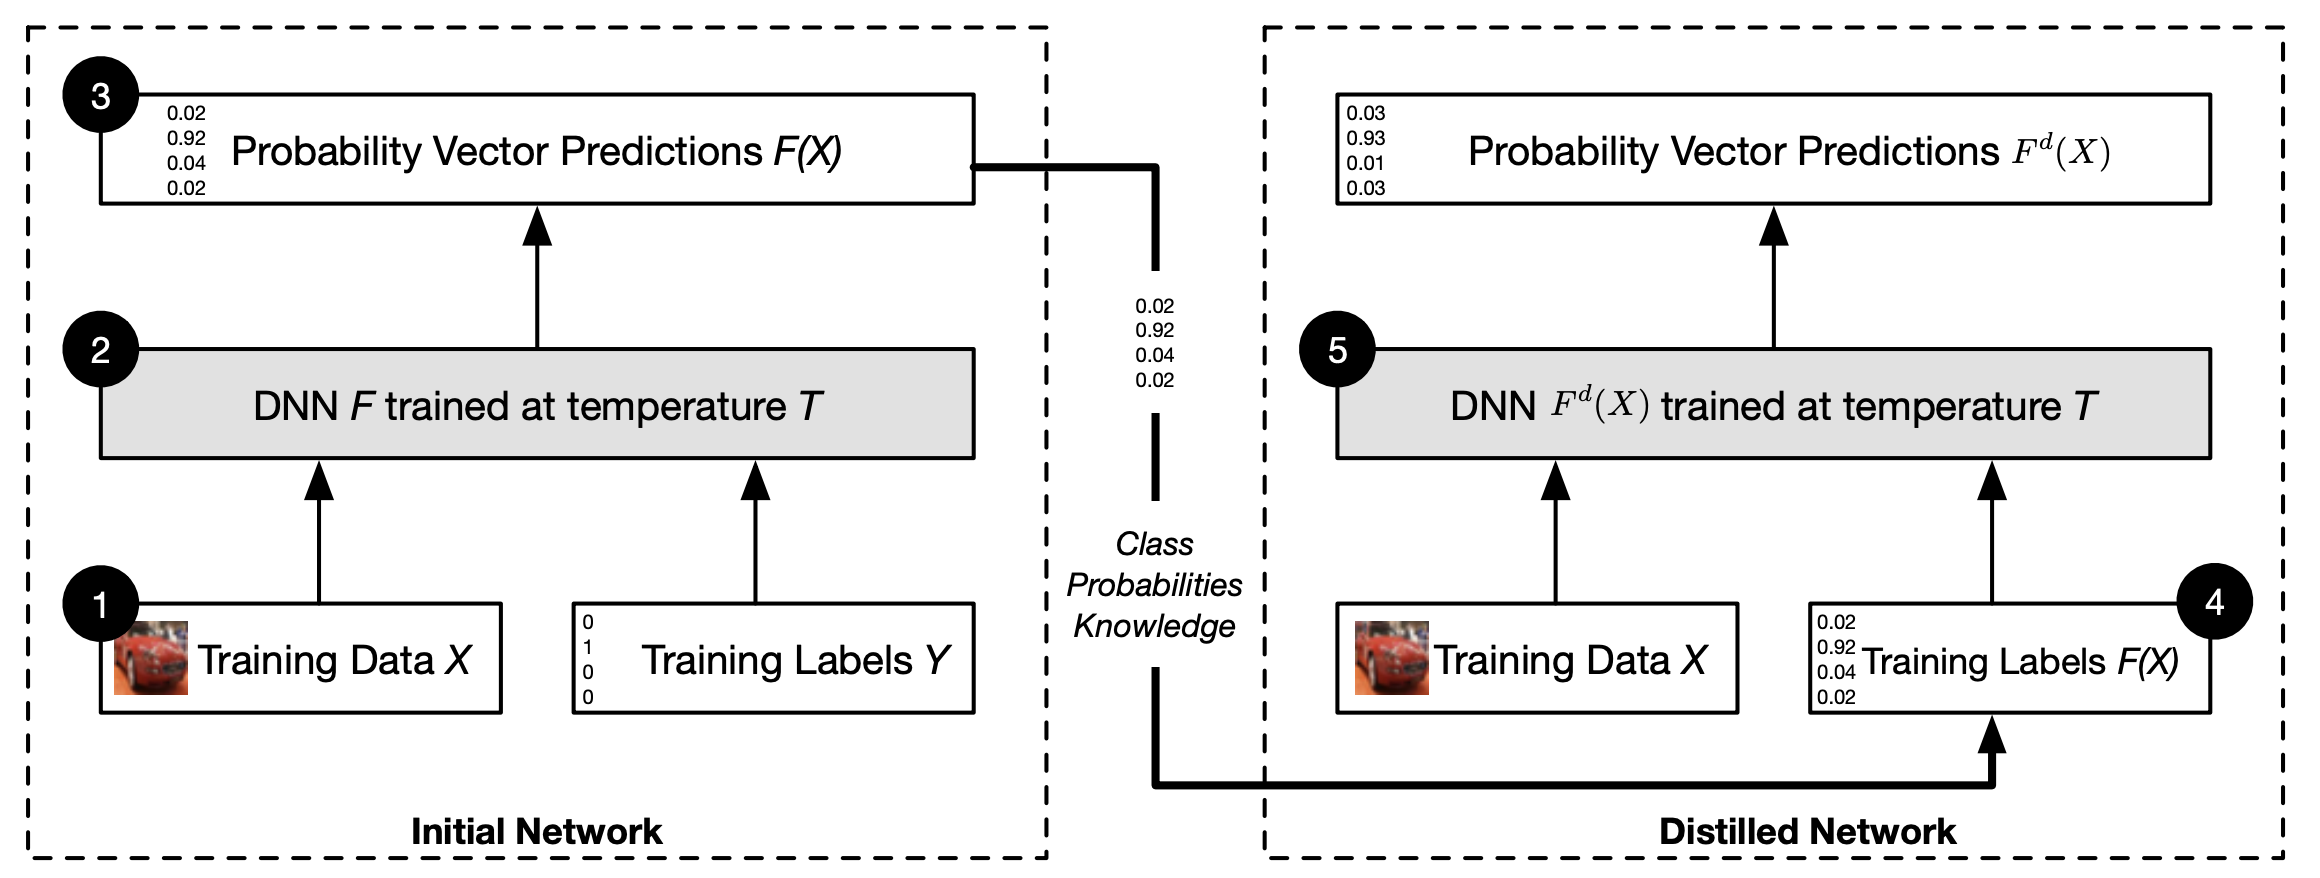 3
0.02
0.92
0.04
0.02
Probability Vector Predictions F(X)
2
DNN F trained at temperature T
1
Training Data X
0
1
0
0
Training Labels Y
Initial Network
0.02
0.92
0.04
0.02
Class
Probabilities
Knowledge
0.03
0.93
0.01
0.03
Probability Vector Predictions F^d(X)
5
DNN F^d(X) trained at temperature T
Training Data X
4
0.02
0.92
0.04
0.02
Training Labels F(X)
Distilled Network